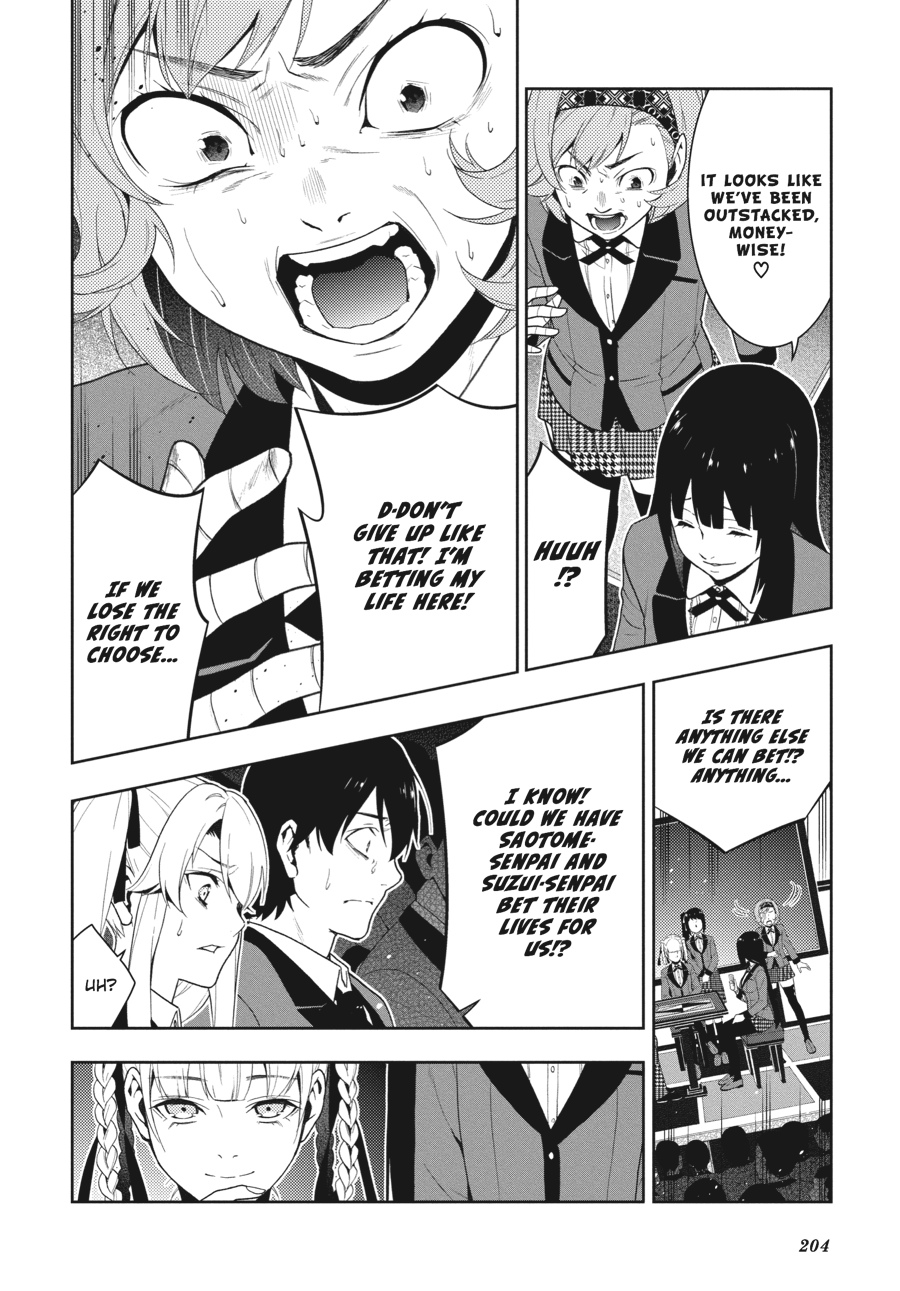 IT LOOKS LIKE
WE'VE BEEN
OUTSTACKED,
MONEY-
WISE!
♡
HUUH
!?
D-DON'T
GIVE UP LIKE
THAT! I'M
BETTING MY
LIFE HERE!
IF WE
LOSE THE
RIGHT TO
CHOOSE...
IS THERE
ANYTHING ELSE
WE CAN BET!?
ANYTHING...
I KNOW!
COULD WE HAVE
SAOTOME-
SENPAI AND
SUZUI-SENPAI
BET THEIR
LIVES FOR
US!?
UH?
204